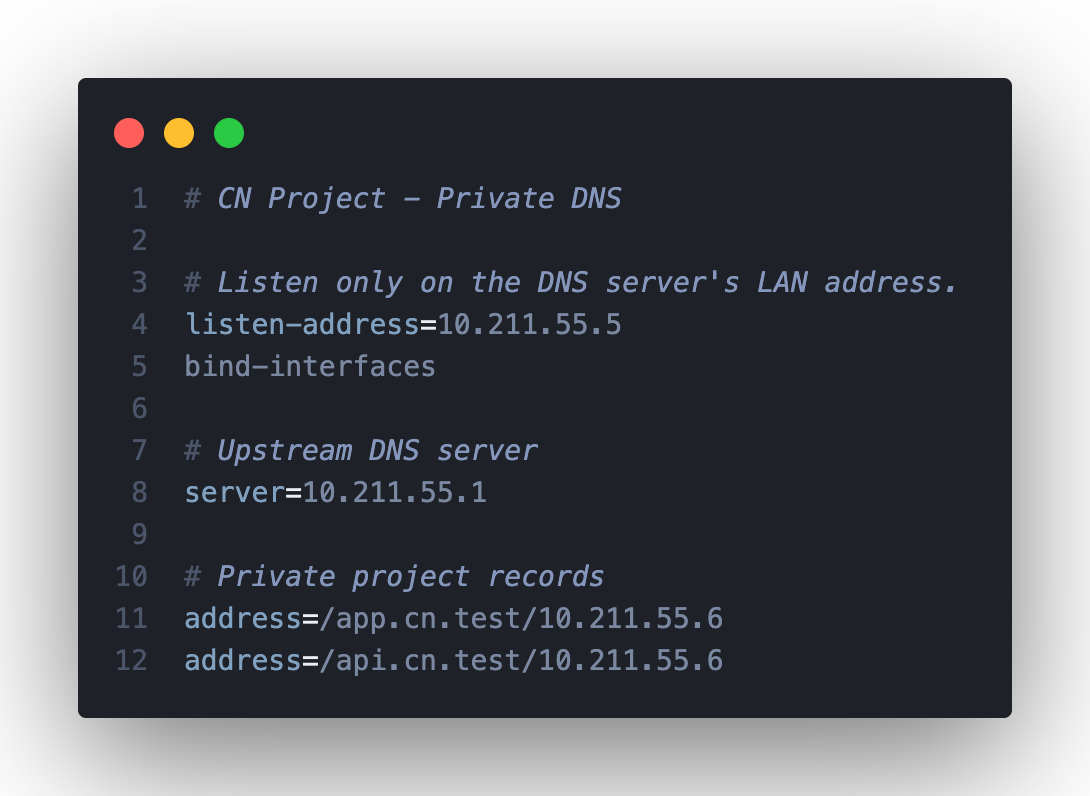 1 # CN Project - Private DNS
2
3 # Listen only on the DNS server's LAN address.
4 listen-address=10.211.55.5
5 bind-interfaces
6
7 # Upstream DNS server
8 server=10.211.55.1
9
10 # Private project records
11 address=/app.cn.test/10.211.55.6
12 address=/api.cn.test/10.211.55.6